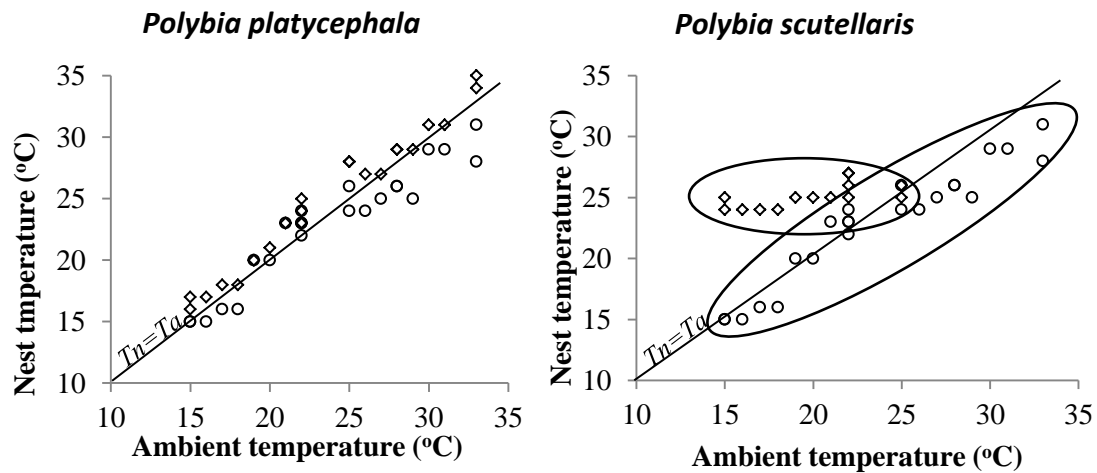 Polybia platycephala
35
30
25
20
15
10
Nest tmperature (ºC)
Tn=Ta
10 15 20 25 30 35
Ambient temperature (ºC)
Polybia scutellaris
35
30
25
20
15
10
Nest temperature (ºC)
Tn=Ta
10 15 20 25 30 35
Ambient temperature (ºC)